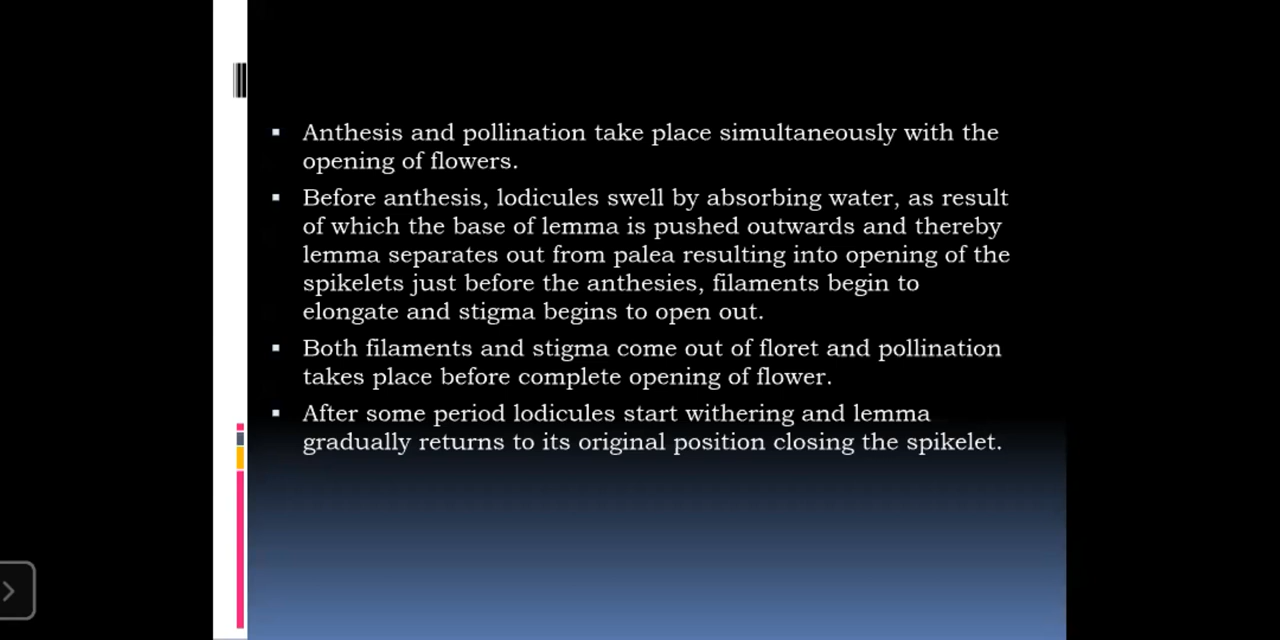 ▪ Anthesis and pollination take place simultaneously with the
opening of flowers.
▪ Before anthesis, lodicules swell by absorbing water, as result
of which the base of lemma is pushed outwards and thereby
lemma separates out from palea resulting into opening of the
spikelets just before the anthesies, filaments begin to
elongate and stigma begins to open out.
▪ Both filaments and stigma come out of floret and pollination
takes place before complete opening of flower.
▪ After some period lodicules start withering and lemma
gradually returns to its original position closing the spikelet.